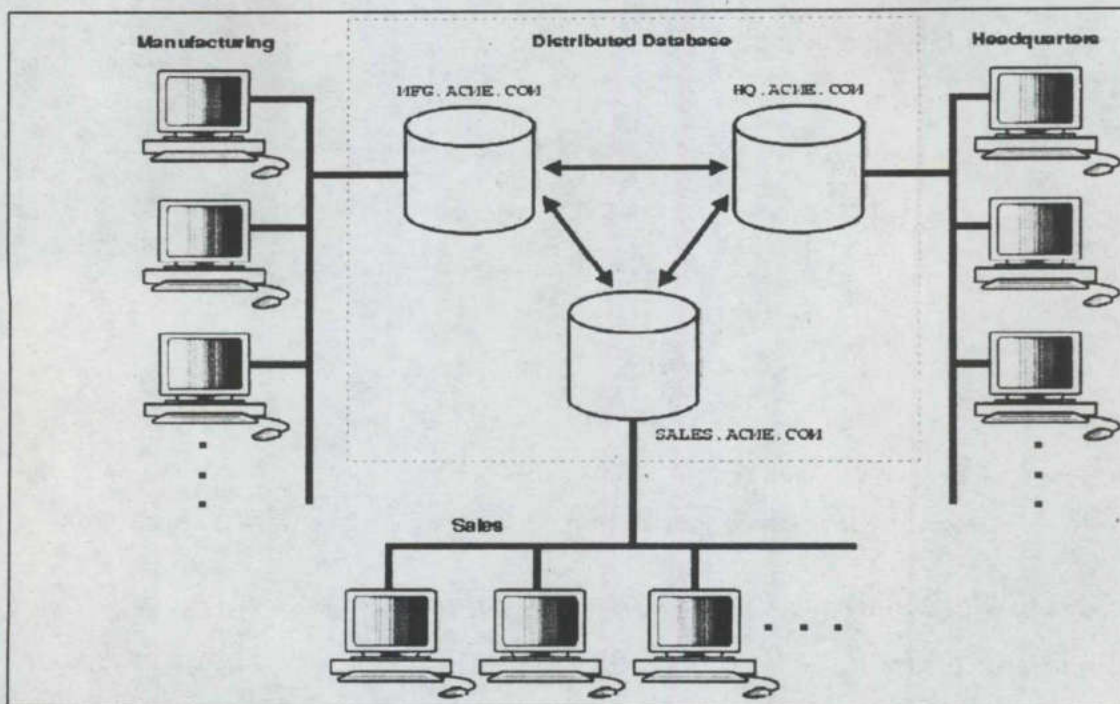 Manufacturing
Distributed Database
Headquarters
MFG.ACME.COM
HQ.ACME.COM
SALES.ACME.COM
Sales